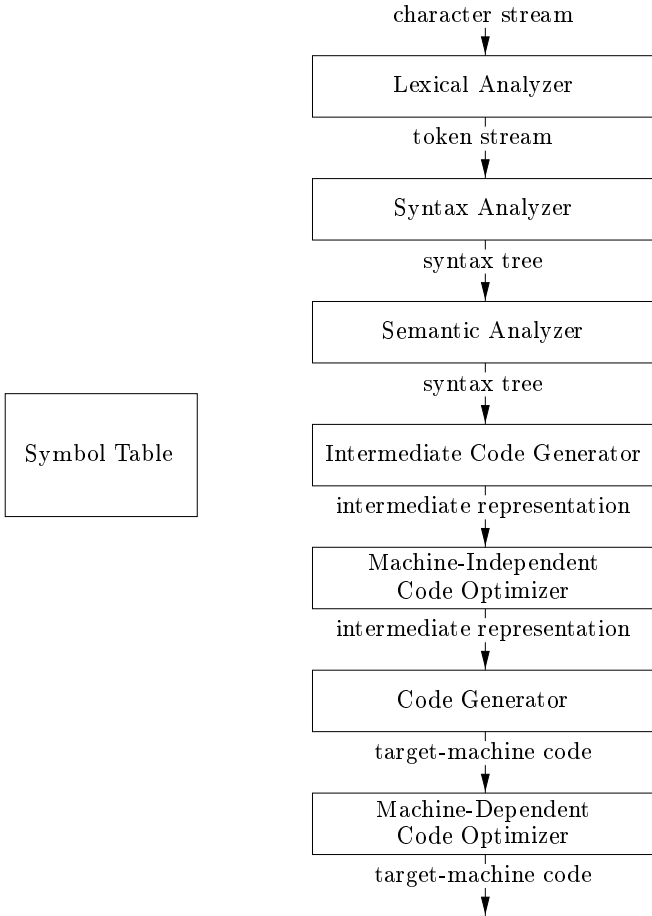 character stream
Lexical Analyzer
token stream
Syntax Analyzer
syntax tree
Semantic Analyzer
syntax tree
Symbol Table
Intermediate Code Generator
intermediate representation
Machine-Independent
Code Optimizer
intermediate representation
Code Generator
target-machine code
Machine-Dependent
Code Optimizer
target-machine code